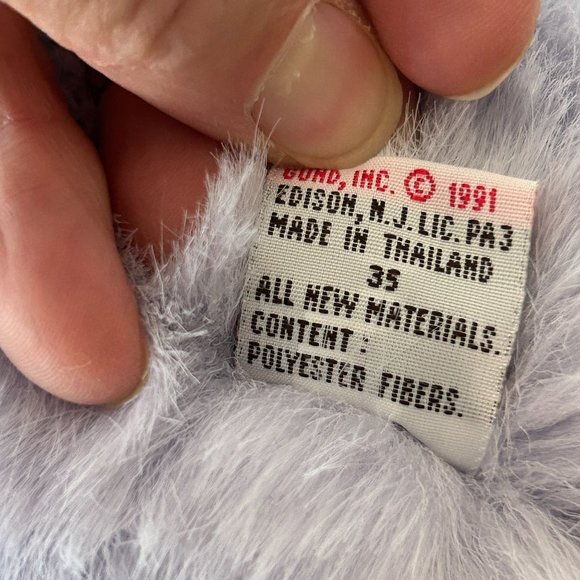 GUND, INC. © 1991
EDISON, N.J. LIC. PA3
MADE IN THAILAND
35
ALL NEW MATERIALS.
CONTENT :
POLYESTER FIBERS.